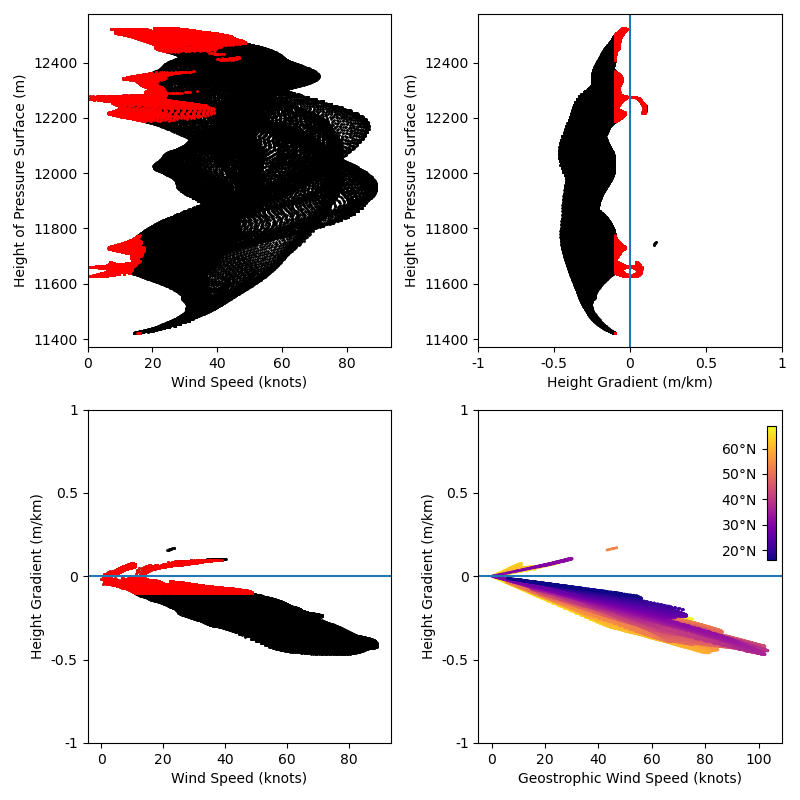 Height of Pressure Surface (m)
12400
12200
12000
11800
11600
11400
0 20 40 60 80
Wind Speed (knots)
Height of Pressure Surface (m)
12400
12200
12000
11800
11600
11400
-1 -0.5 0 0.5 1
Height Gradient (m/km)
Height Gradient (m/km)
1
0.5
0
-0.5
-1
0 20 40 60 80
Wind Speed (knots)
Height Gradient (m/km)
1
0.5
0
-0.5
-1
0 20 40 60 80 100
Geostrophic Wind Speed (knots)
60°N
50°N
40°N
30°N
20°N